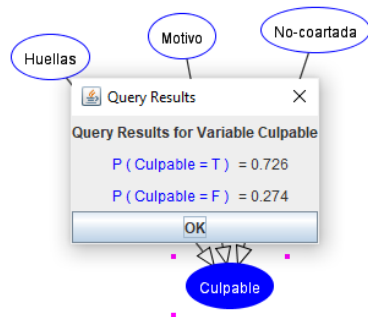 Huellas
Motivo
No-coartada
Query Results
Query Results for Variable Culpable
P ( Culpable = T ) = 0.726
P ( Culpable = F ) = 0.274
OK
Culpable